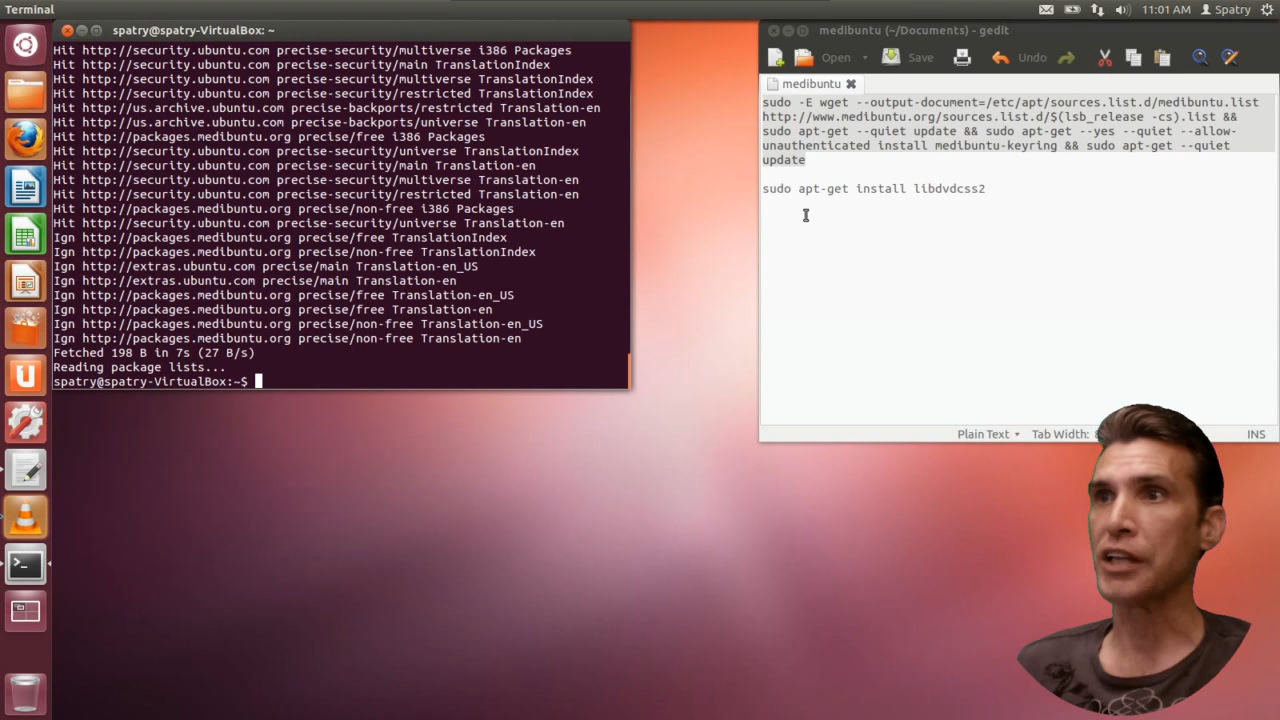 Terminal
11:01 AM
Spatry
spatry@spatry-VirtualBox: ~
Hit http://security.ubuntu.com precise-security/multiverse i386 Packages
Hit http://security.ubuntu.com precise-security/main TranslationIndex
Hit http://security.ubuntu.com precise-security/multiverse TranslationIndex
Hit http://security.ubuntu.com precise-security/restricted TranslationIndex
Hit http://us.archive.ubuntu.com precise-backports/restricted Translation-en
Hit http://us.archive.ubuntu.com precise-backports/universe Translation-en
Hit http://packages.medibuntu.org precise/free i386 Packages
Hit http://security.ubuntu.com precise-security/universe TranslationIndex
Hit http://security.ubuntu.com precise-security/main Translation-en
Hit http://security.ubuntu.com precise-security/multiverse Translation-en
Hit http://security.ubuntu.com precise-security/restricted Translation-en
Hit http://packages.medibuntu.org precise/non-free i386 Packages
Hit http://security.ubuntu.com precise-security/universe Translation-en
Ign http://packages.medibuntu.org precise/free TranslationIndex
Ign http://packages.medibuntu.org precise/non-free TranslationIndex
Ign http://extras.ubuntu.com precise/main Translation-en_US
Ign http://extras.ubuntu.com precise/main Translation-en
Ign http://packages.medibuntu.org precise/free Translation-en_US
Ign http://packages.medibuntu.org precise/free Translation-en
Ign http://packages.medibuntu.org precise/non-free Translation-en_US
Ign http://packages.medibuntu.org precise/non-free Translation-en
Fetched 198 B in 7s (27 B/s)
Reading package lists...
spatry@spatry-VirtualBox:~$
medibuntu (~/Documents) - gedit
Open
Save
Undo
medibuntu
sudo -E wget --output-document=/etc/apt/sources.list.d/medibuntu.list
http://www.medibuntu.org/sources.list.d/$(lsb_release -cs).list &&
sudo apt-get --quiet update && sudo apt-get --yes --quiet --allow-
unauthenticated install medibuntu-keyring && sudo apt-get --quiet
update
sudo apt-get install libdvdcss2
Plain Text
Tab Width:
INS